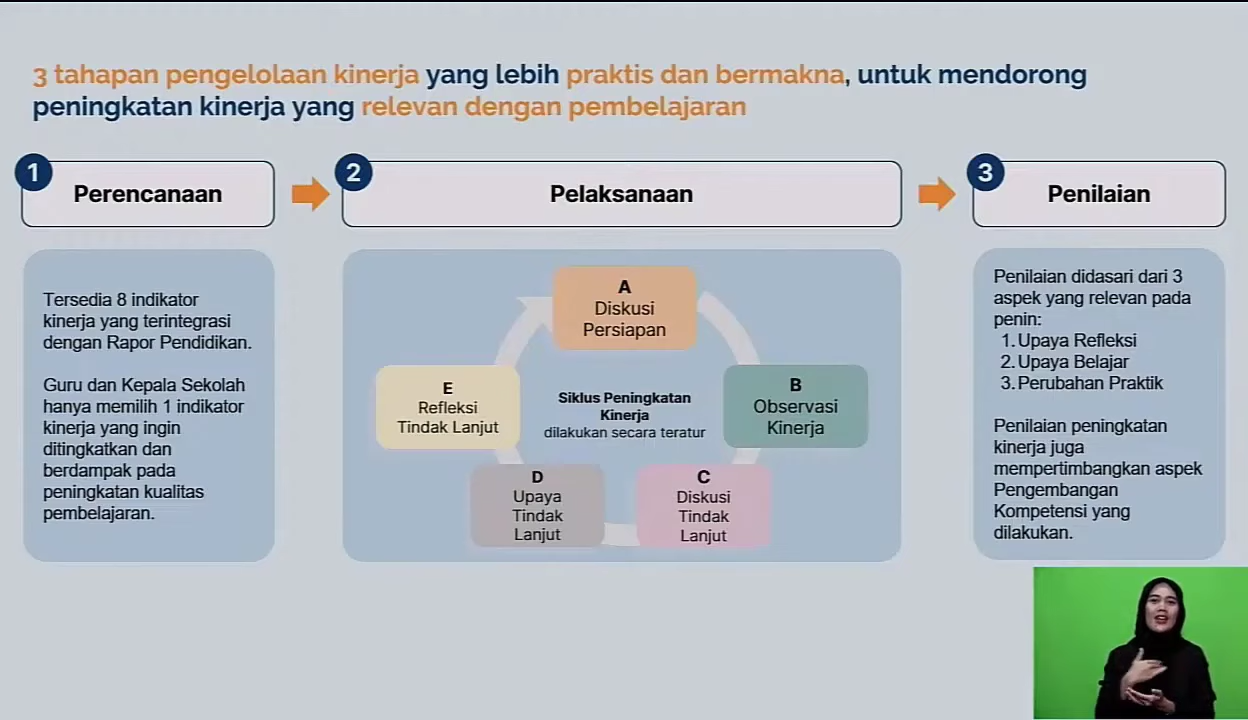 3 tahapan pengelolaan kinerja yang lebih praktis dan bermakna, untuk mendorong
peningkatan kinerja yang relevan dengan pembelajaran
1
Perencanaan
2
Pelaksanaan
3
Penilaian
Tersedia 8 indikator
kinerja yang terintegrasi
dengan Rapor Pendidikan.
Guru dan Kepala Sekolah
hanya memilih 1 indikator
kinerja yang ingin
ditingkatkan dan
berdampak pada
peningkatan kualitas
pembelajaran.
A
Diskusi
Persiapan
B
Observasi
Kinerja
C
Diskusi
Tindak
Lanjut
D
Upaya
Tindak
Lanjut
E
Refleksi
Tindak Lanjut
Siklus Peningkatan
Kinerja
dilakukan secara teratur
Penilaian didasari dari 3
aspek yang relevan pada
penin:
1. Upaya Refleksi
2. Upaya Belajar
3. Perubahan Praktik
Penilaian peningkatan
kinerja juga
mempertimbangkan aspek
Pengembangan
Kompetensi yang
dilakukan.